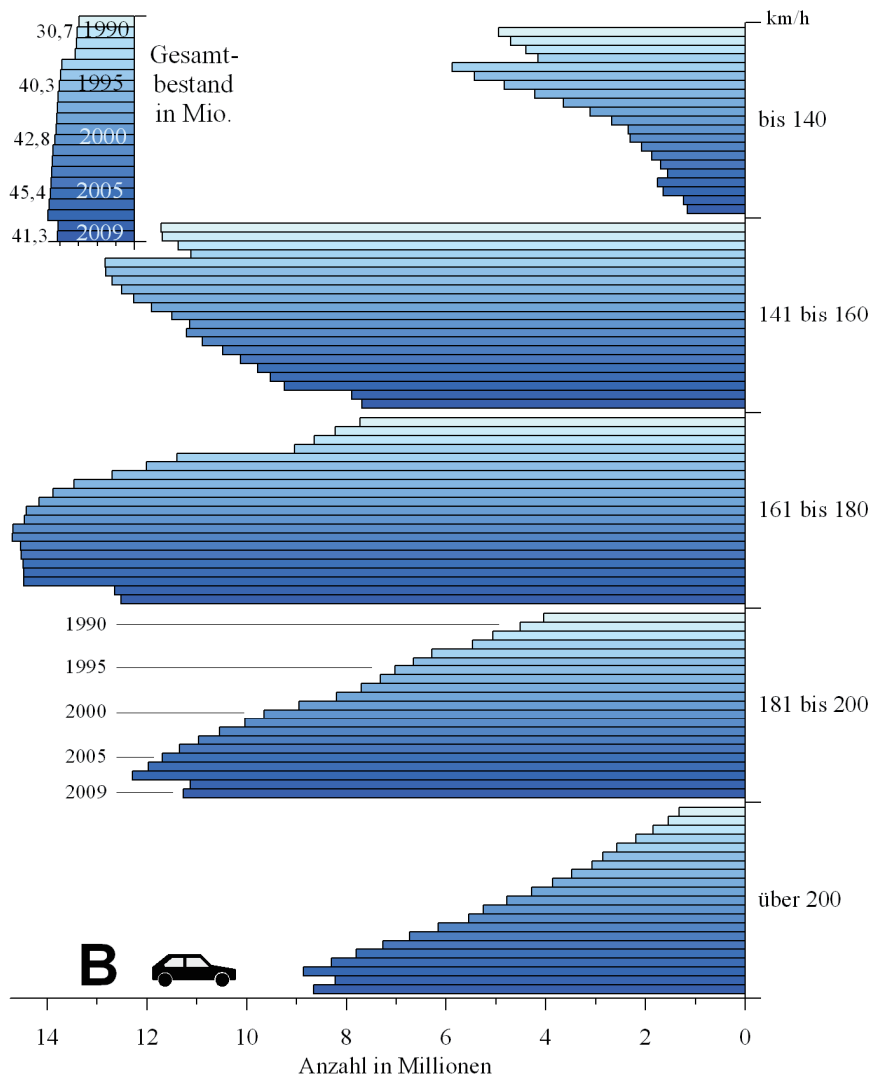 km/h
30,7
1990
Gesamt-
bestand
in Mio.
40,3
1995
42,8
2000
45,4
2005
41,3
2009
bis 140
141 bis 160
161 bis 180
1990
1995
2000
2005
2009
181 bis 200
über 200
B
14 12 10 8 6 4 2 0
Anzahl in Millionen